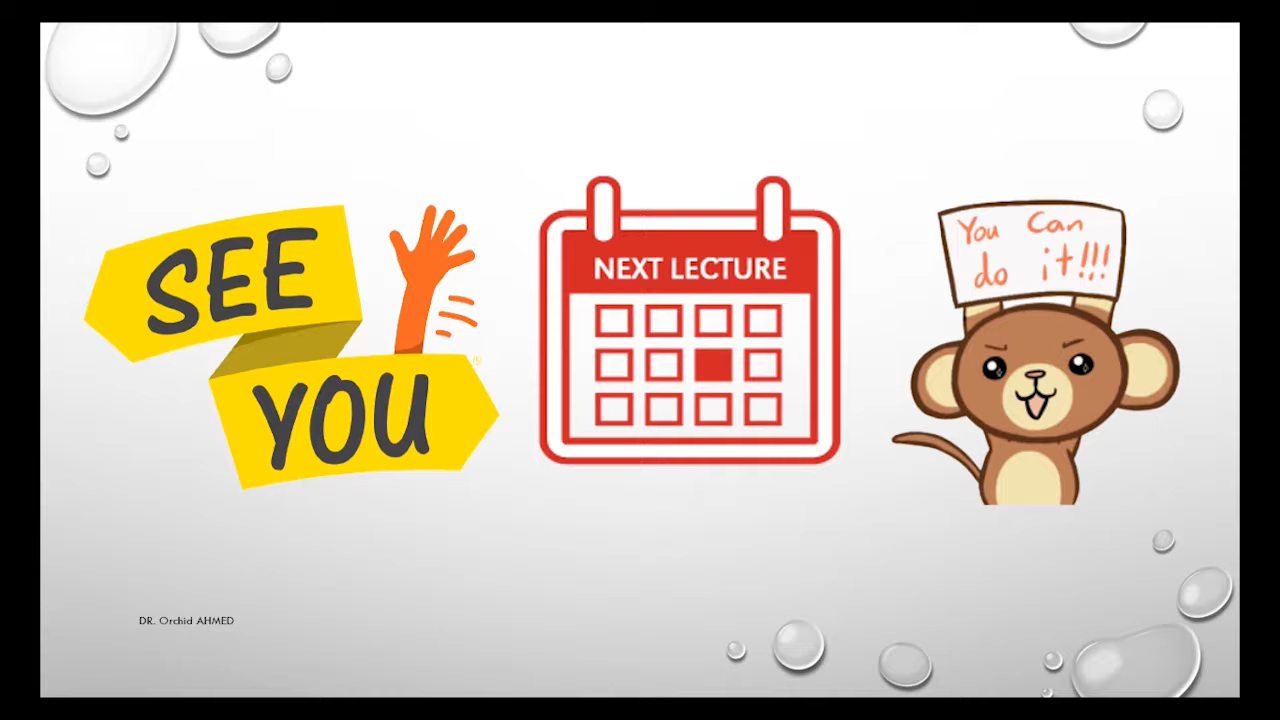 SEE
YOU
NEXT LECTURE
You Can
do it!!!
DR. Orchid AHMED